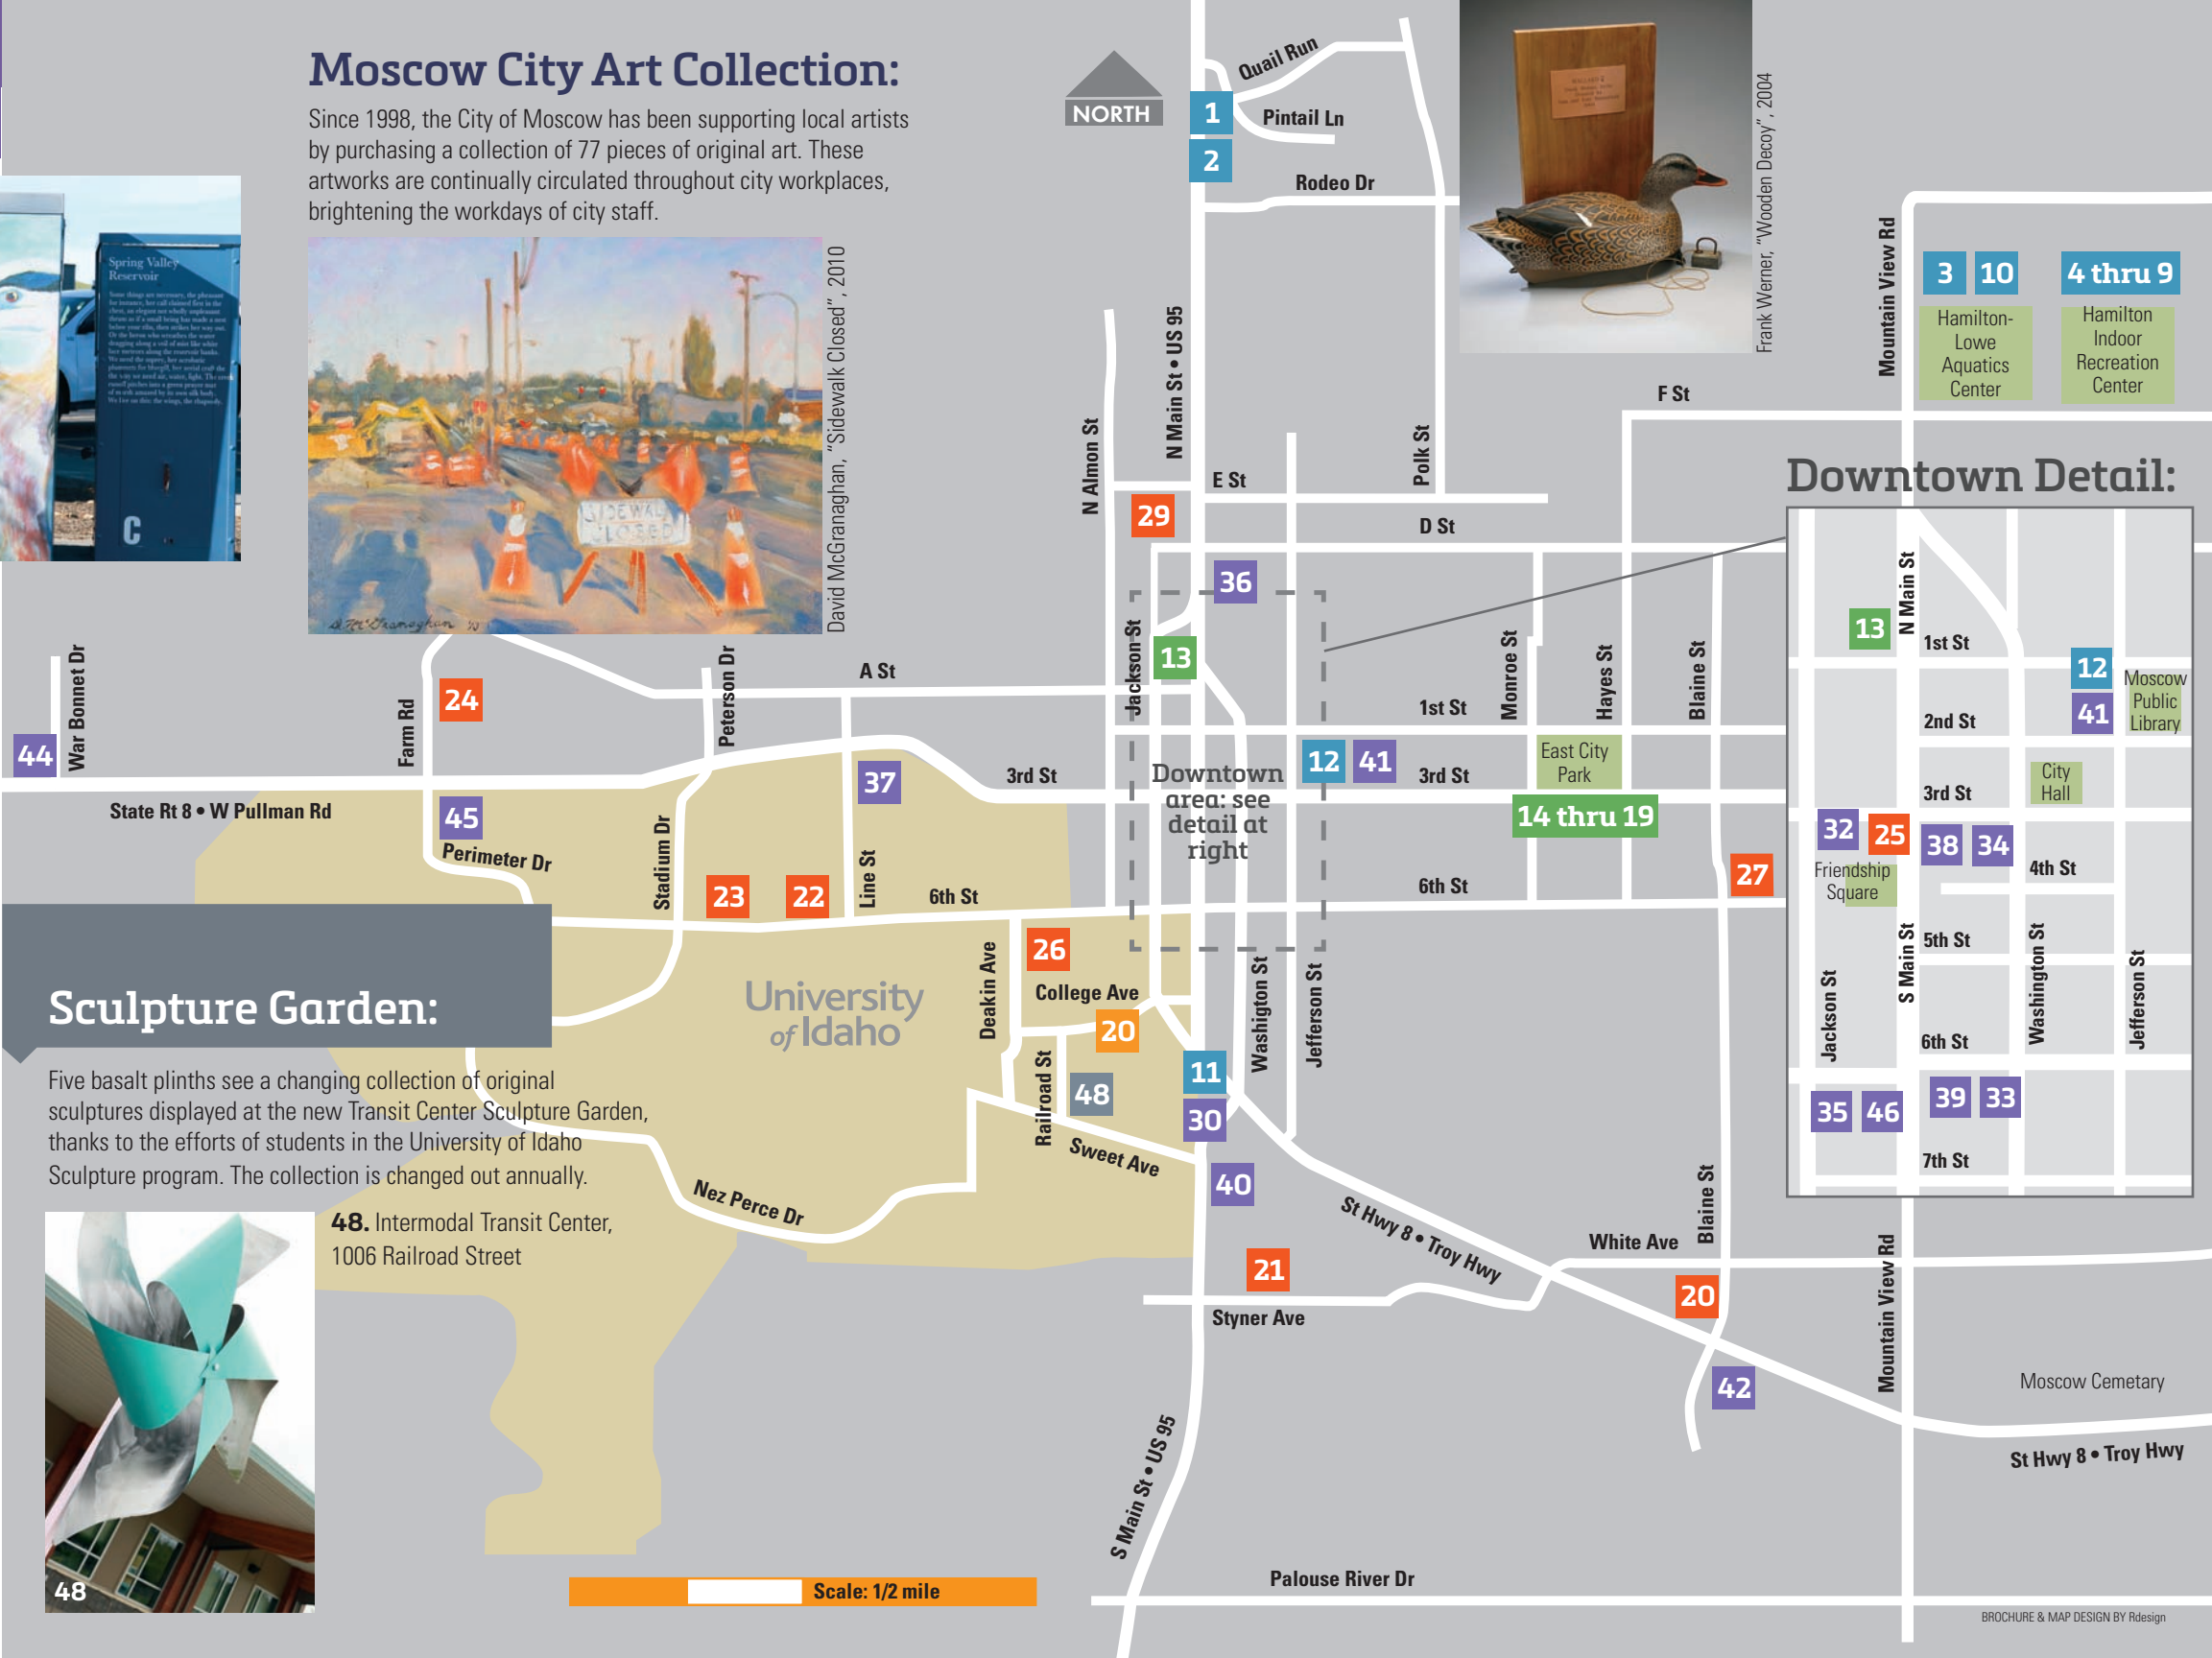 Moscow City Art Collection:
Since 1998, the City of Moscow has been supporting local artists
by purchasing a collection of 77 pieces of original art. These
artworks are continually circulated throughout city workplaces,
brightening the workdays of city staff.
David McGranaghan, "Sidewalk Closed", 2010
SIDEWALK
CLOSED
Spring Valley
Reservoir
C
NORTH
Quail Run
1
Pintail Ln
2
Rodeo Dr
Frank Werner, "Wooden Decoy", 2004
Mountain View Rd
3
10
4 thru 9
Hamilton-
Lowe
Aquatics
Center
Hamilton
Indoor
Recreation
Center
N Main St • US 95
N Almon St
Polk St
F St
E St
29
D St
36
Jackson St
13
Monroe St
Hayes St
Blaine St
War Bonnet Dr
44
Farm Rd
24
Peterson Dr
A St
1st St
State Rt 8 • W Pullman Rd
45
37
3rd St
Downtown
area: see
detail at
right
12
41
3rd St
East City
Park
14 thru 19
Perimeter Dr
Stadium Dr
23
22
Line St
6th St
6th St
27
Deakin Ave
26
College Ave
20
University
of Idaho
Washigton St
Jefferson St
Railroad St
48
11
30
Sweet Ave
40
Nez Perce Dr
St Hwy 8 • Troy Hwy
White Ave
Blaine St
21
Styner Ave
20
42
Mountain View Rd
Moscow Cemetary
St Hwy 8 • Troy Hwy
S Main St • US 95
Palouse River Dr
Scale: 1/2 mile
Downtown Detail:
N Main St
13
1st St
12
Moscow
Public
Library
41
2nd St
City
Hall
3rd St
32
25
38
34
Friendship
Square
4th St
S Main St
5th St
Jackson St
Washington St
Jefferson St
6th St
35
46
39
33
7th St
Sculpture Garden:
Five basalt plinths see a changing collection of original
sculptures displayed at the new Transit Center Sculpture Garden,
thanks to the efforts of students in the University of Idaho
Sculpture program. The collection is changed out annually.
48. Intermodal Transit Center,
1006 Railroad Street
48
BROCHURE & MAP DESIGN BY Rdesign